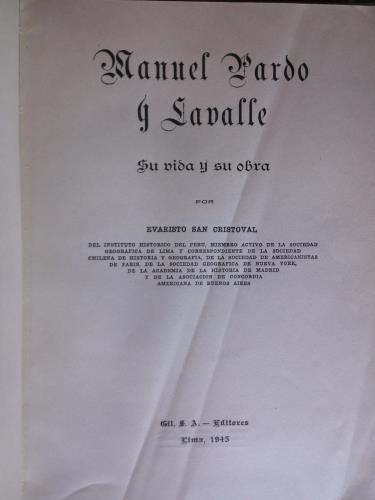 Manuel Pardo
y Lavalle
Su vida y su obra
POR
EVARISTO SAN CRISTOVAL
DEL INSTITUTO HISTORICO DEL PERU, MIEMBRO ACTIVO DE LA SOCIEDAD
GEOGRAFICA DE LIMA Y CORRESPONDIENTE DE LA SOCIEDAD
CHILENA DE HISTORIA Y GEOGRAFIA, DE LA SOCIEDAD DE AMERICANISTAS
DE PARIS, DE LA SOCIEDAD GEOGRAFICA DE NUEVA YORK,
DE LA ACADEMIA DE LA HISTORIA DE MADRID
Y DE LA ASOCIACION DE CONCORDIA
AMERICANA DE BUENOS AIRES
Gil, S. A. — Editores
Lima, 1945